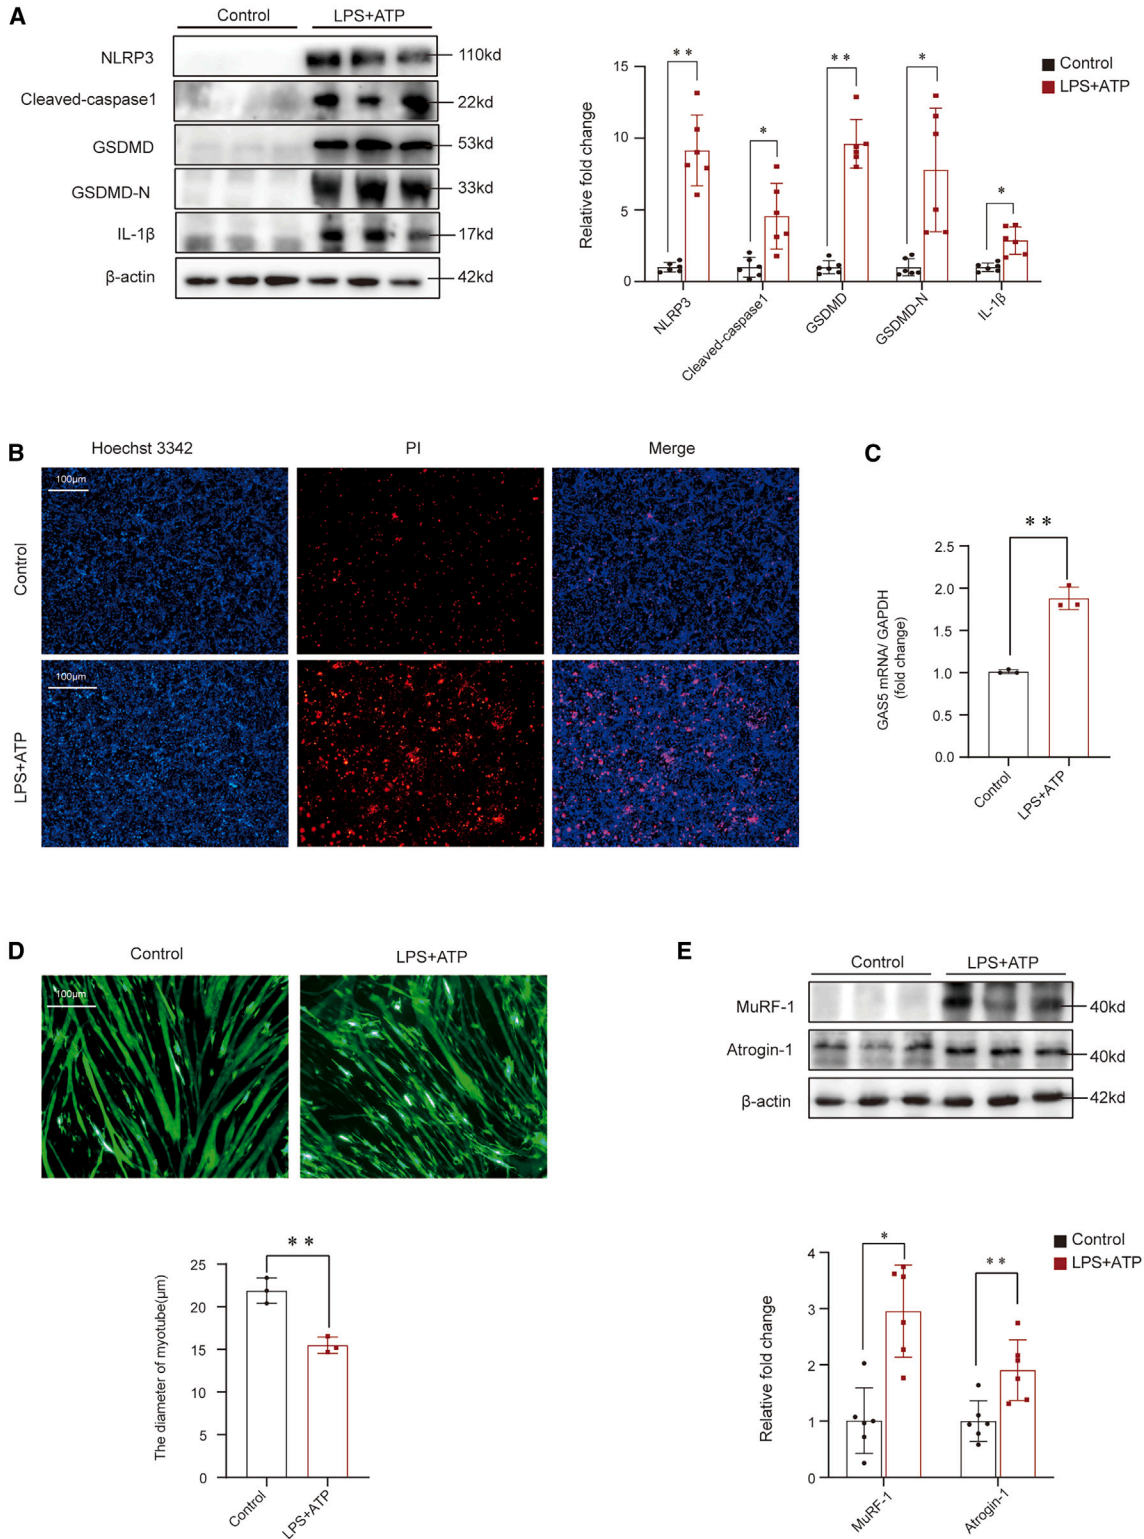 A
Control
LPS+ATP
NLRP3
110kd
Cleaved-caspase1
22kd
GSDMD
53kd
GSDMD-N
33kd
IL-1β
17kd
β-actin
42kd
Relative fold change
15
10
5
0
**
*
**
*
*
Control
LPS+ATP
NLRP3
Cleaved-caspase1
GSDMD
GSDMD-N
IL-1β
B
Hoechst 3342
PI
Merge
Control
100μm
LPS+ATP
100μm
C
GAS5 mRNA/ GAPDH
(fold change)
2.5
2.0
1.5
1.0
0.5
0.0
**
Control
LPS+ATP
D
Control
LPS+ATP
100μm
The diameter of myotube(μm)
25
20
15
10
5
0
**
Control
LPS+ATP
E
Control
LPS+ATP
MuRF-1
40kd
Atrogin-1
40kd
β-actin
42kd
Relative fold change
4
3
2
1
0
*
**
Control
LPS+ATP
MuRF-1
Atrogin-1